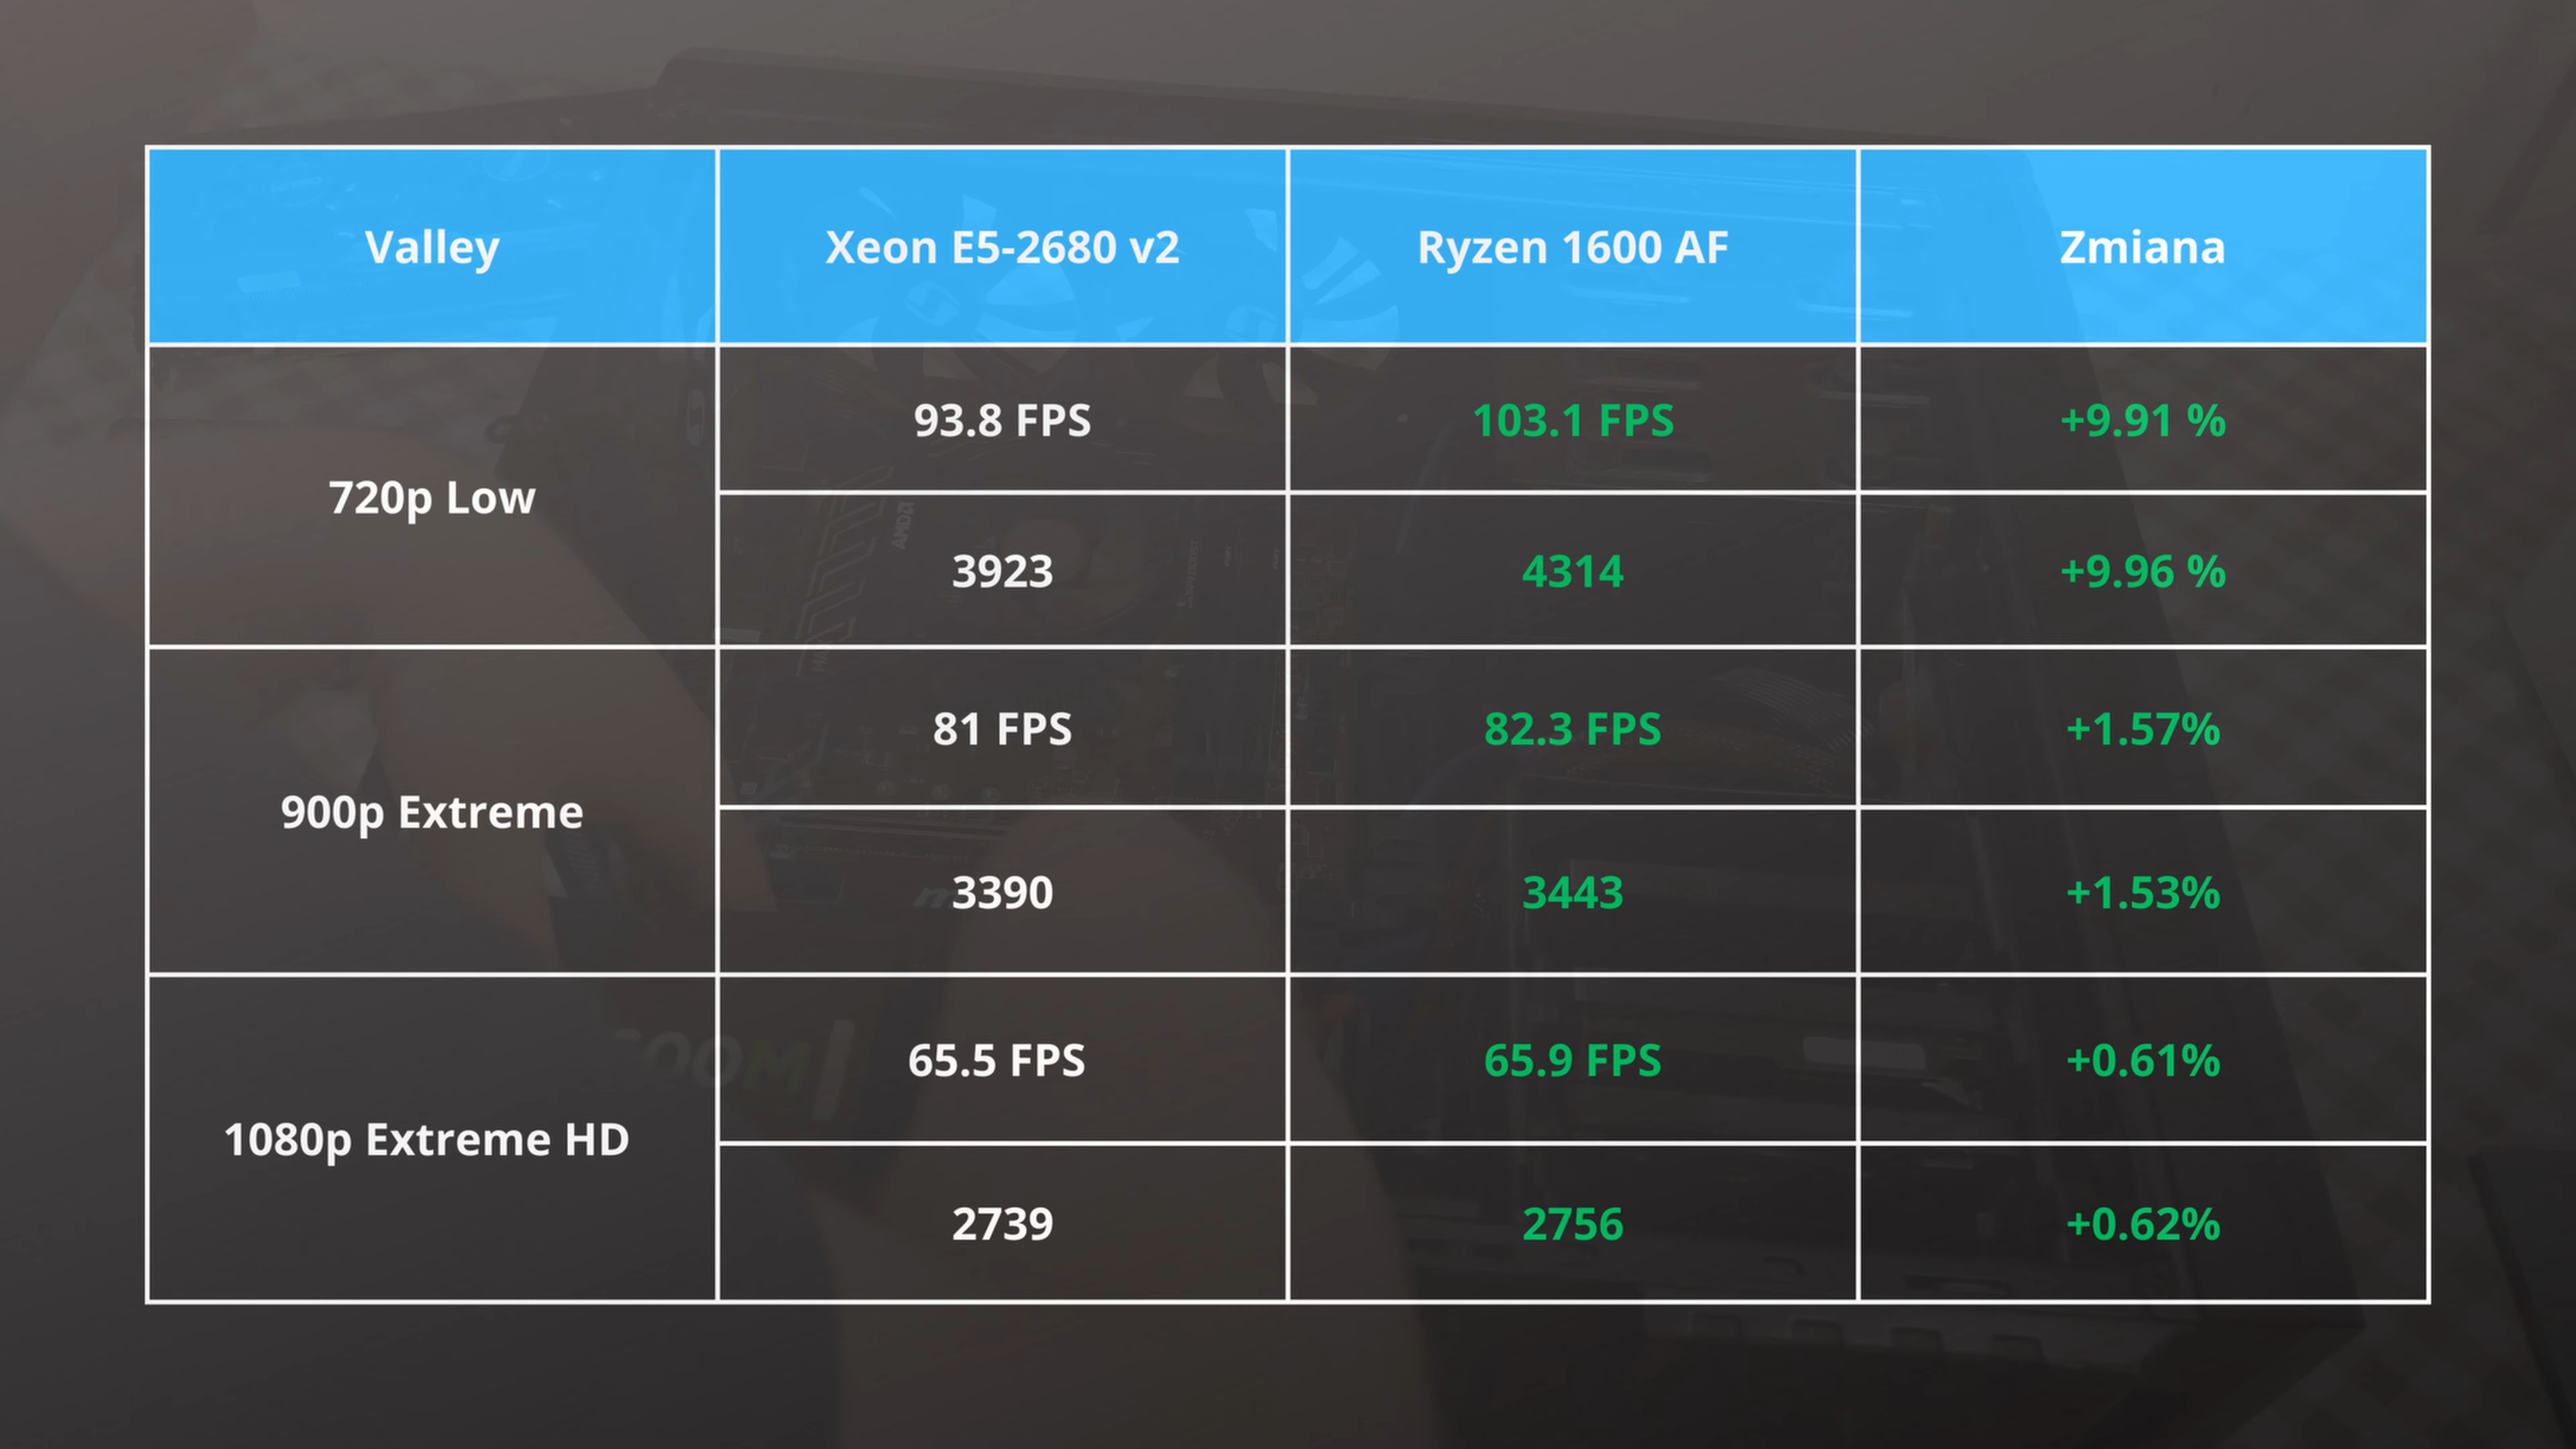 Valley Xeon E5-2680 v2 Ryzen 1600 AF Zmiana
720p Low
93.8 FPS 103.1 FPS +9.91 %
3923 4314 +9.96 %
900p Extreme
81 FPS 82.3 FPS +1.57%
3390 3443 +1.53%
1080p Extreme HD
65.5 FPS 65.9 FPS +0.61%
2739 2756 +0.62%
AMD